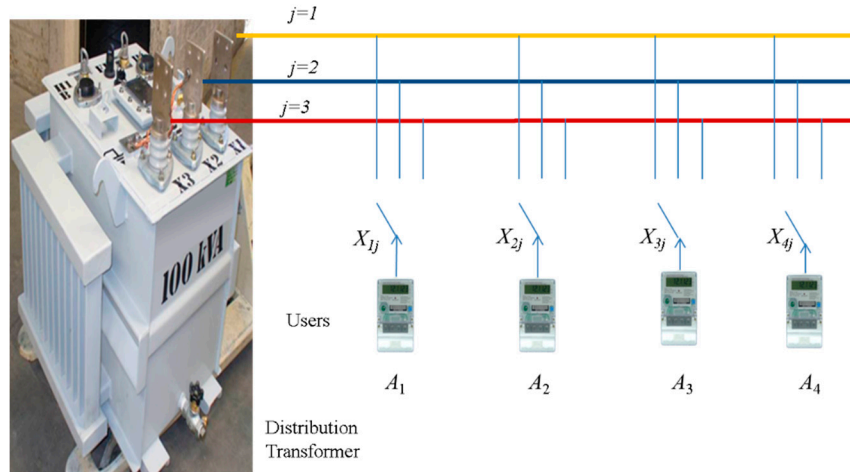 j=1
j=2
j=3
H1
X3
X2
X1
100 kVA
X1j
X2j
X3j
X4j
Users
A1
A2
A3
A4
Distribution
Transformer